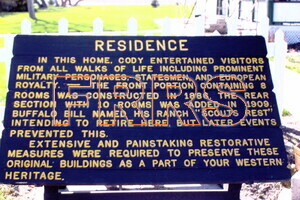 RESIDENCE
IN THIS HOME, CODY ENTERTAINED VISITORS
FROM ALL WALKS OF LIFE INCLUDING PROMINENT
MILITARY PERSONAGES, STATESMEN, AND EUROPEAN
ROYALTY. THE FRONT PORTION CONTAINING 8
ROOMS WAS CONSTRUCTED IN 1886. THE REAR
SECTION WITH 10 ROOMS WAS ADDED IN 1909.
BUFFALO BILL NAMED HIS RANCH "SCOUTS REST"
INTENDING TO RETIRE HERE, BUT LATER EVENTS
PREVENTED THIS.
EXTENSIVE AND PAINSTAKING RESTORATIVE
MEASURES WERE REQUIRED TO PRESERVE THESE
ORIGINAL BUILDINGS AS A PART OF YOUR WESTERN
HERITAGE.